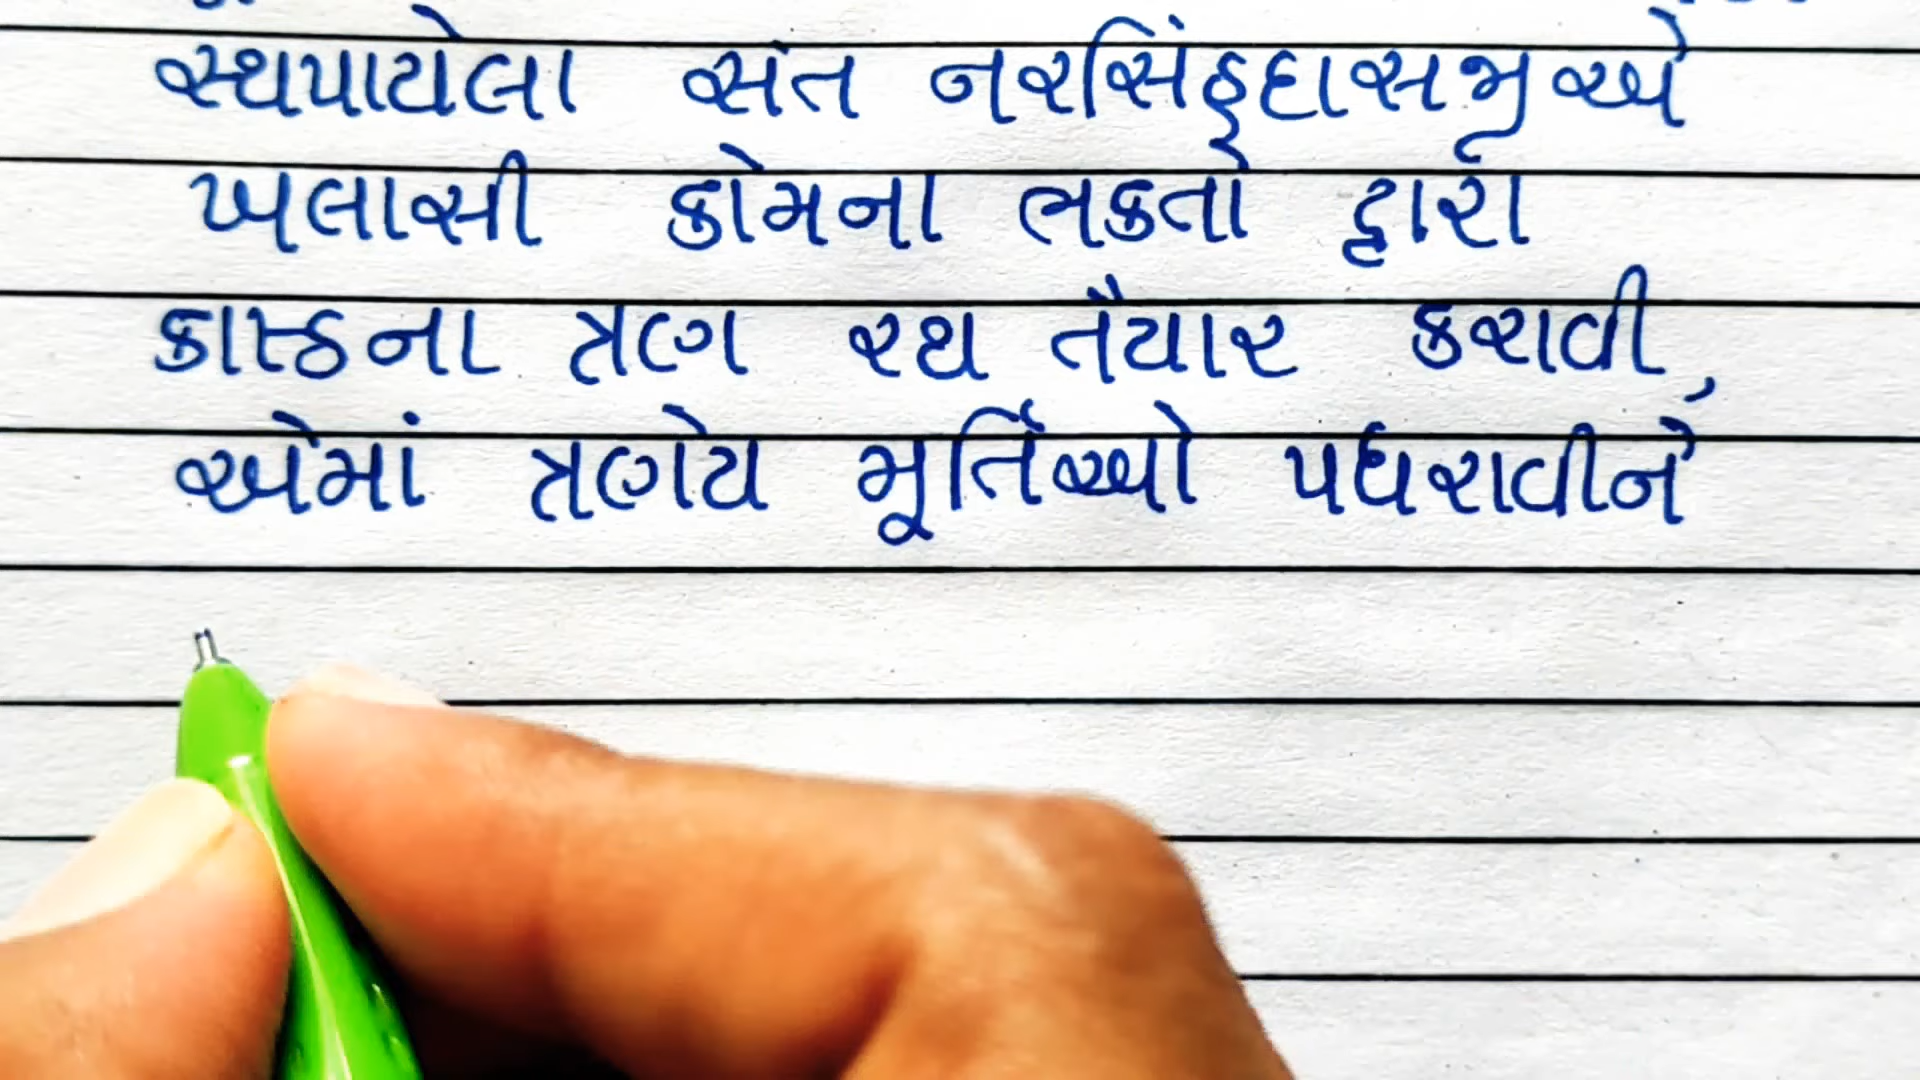 સ્થપાયેલા સંત નરસિંહદાસજીએ
ખલાસી કોમના ભક્તો દ્વારા
કાષ્ઠના ત્રણ રથ તૈયાર કરાવી,
એમાં ત્રણેય મૂર્તિઓ પધરાવીને